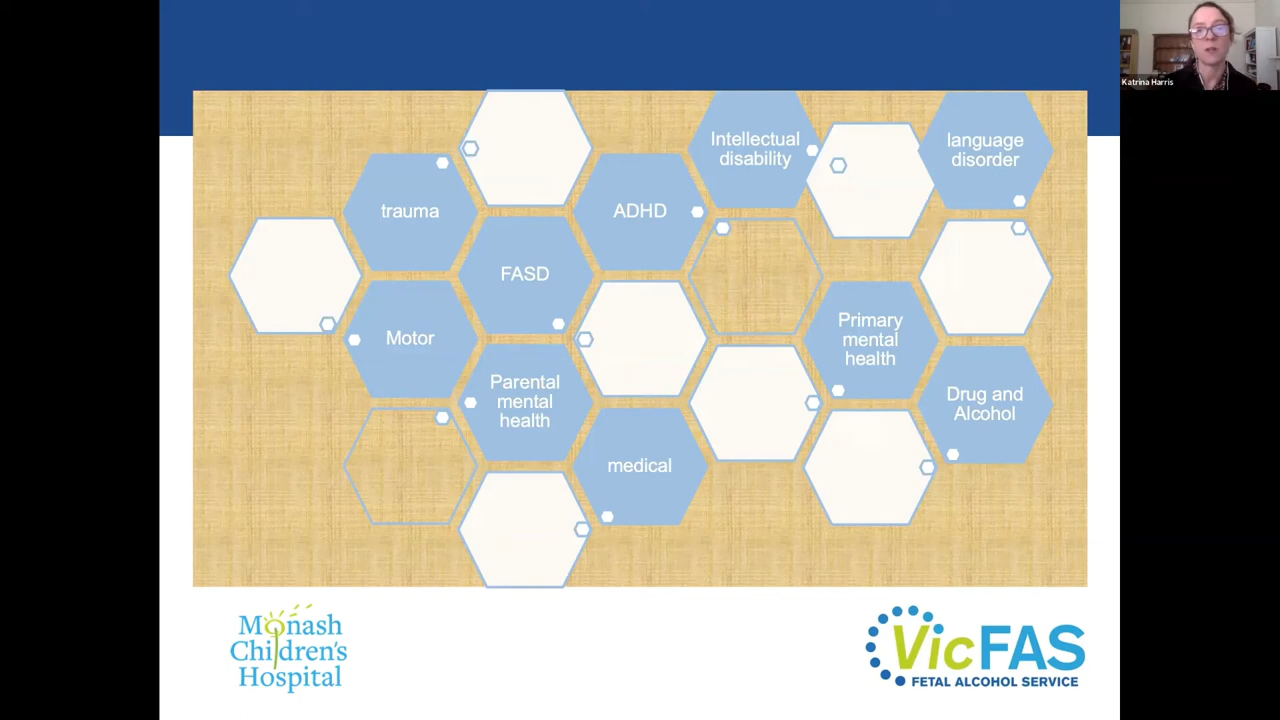 Katrina Harris
Intellectual
disability
language
disorder
trauma
ADHD
FASD
Motor
Primary
mental
health
Parental
mental
health
Drug and
Alcohol
medical
Monash
Children's
Hospital
VicFAS
FETAL ALCOHOL SERVICE